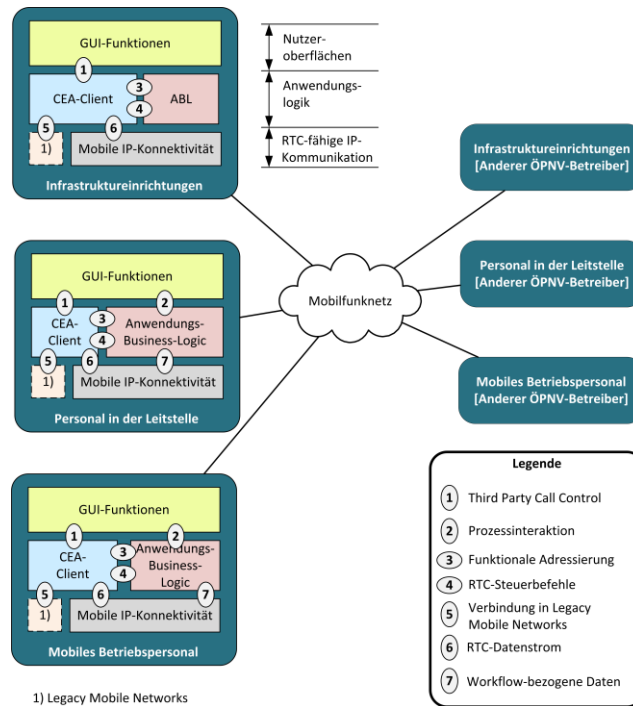 GUI-Funktionen
1
CEA-Client
3
4
ABL
5
6
1)
Mobile IP-Konnektivität
Infrastruktureinrichtungen
Nutzer-
oberflächen
Anwendungs-
logik
RTC-fähige IP-
Kommunikation
Infrastruktureinrichtungen
[Anderer ÖPNV-Betreiber]
GUI-Funktionen
1
2
CEA-
Client
3
4
Anwendungs-
Business-Logic
5
6
7
1)
Mobile IP-Konnektivität
Personal in der Leitstelle
Mobilfunknetz
Personal in der Leitstelle
[Anderer ÖPNV-Betreiber]
Mobiles Betriebspersonal
[Anderer ÖPNV-Betreiber]
GUI-Funktionen
1
2
CEA-
Client
3
4
Anwendungs-
Business-
Logic
5
6
7
1)
Mobile IP-Konnektivität
Mobiles Betriebspersonal
1) Legacy Mobile Networks
Legende
1 Third Party Call Control
2 Prozessinteraktion
3 Funktionale Adressierung
4 RTC-Steuerbefehle
5 Verbindung in Legacy
Mobile Networks
6 RTC-Datenstrom
7 Workflow-bezogene Daten